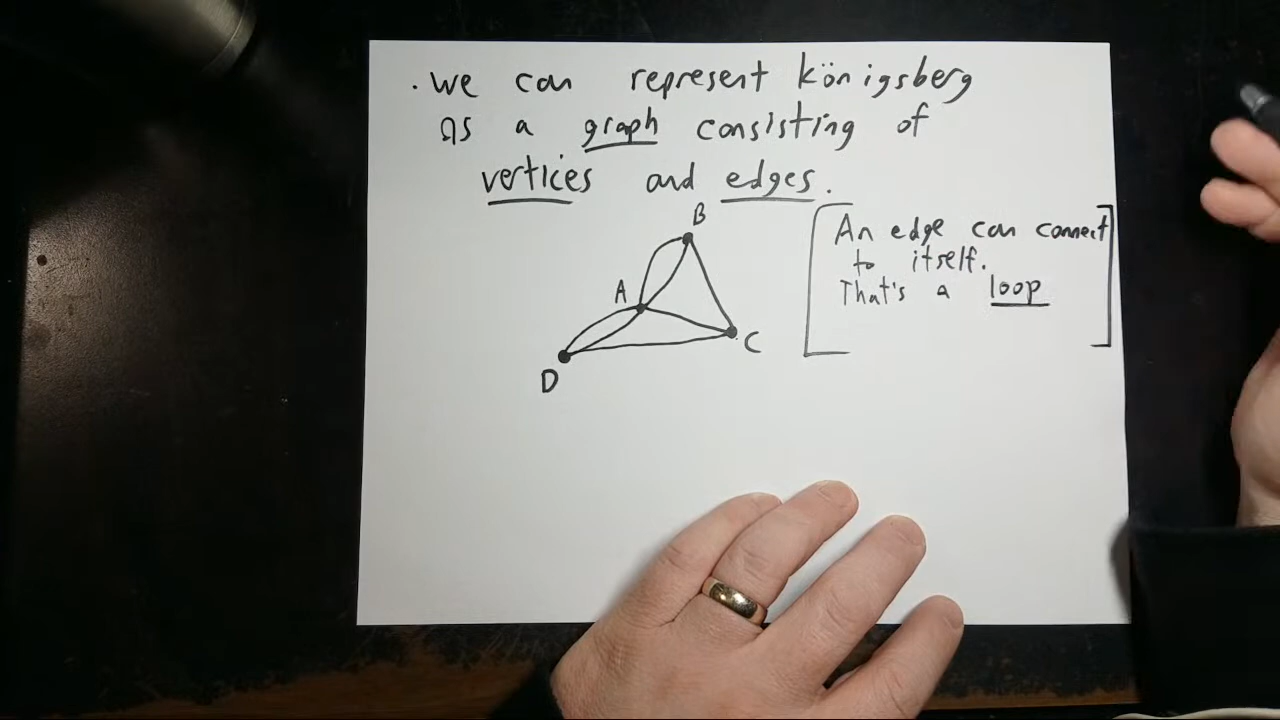 . we can represent Königsberg
as a graph consisting of
vertices and edges.
B
A
C
D
An edge can connect
to itself.
That's a loop